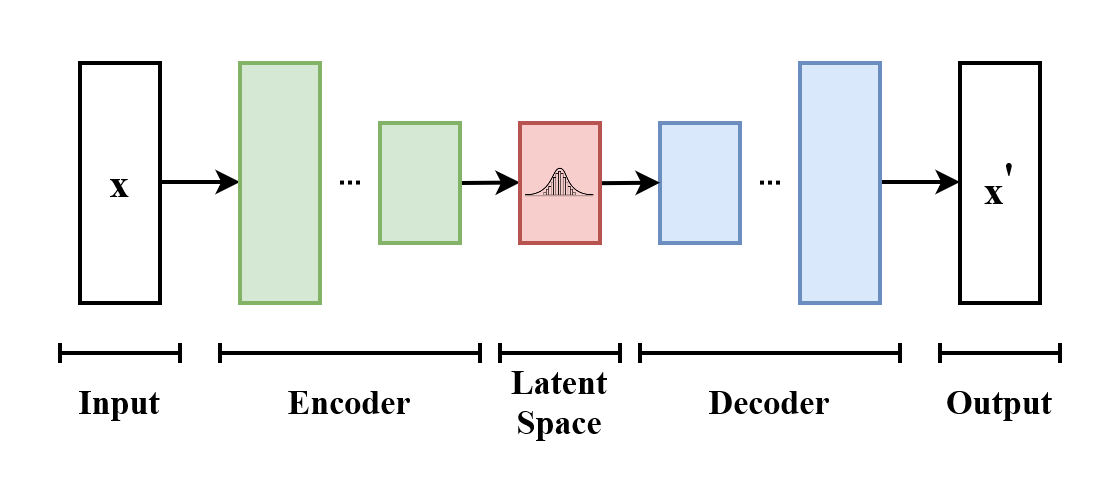 x
...
...
x'
Input
Encoder
Latent
Space
Decoder
Output